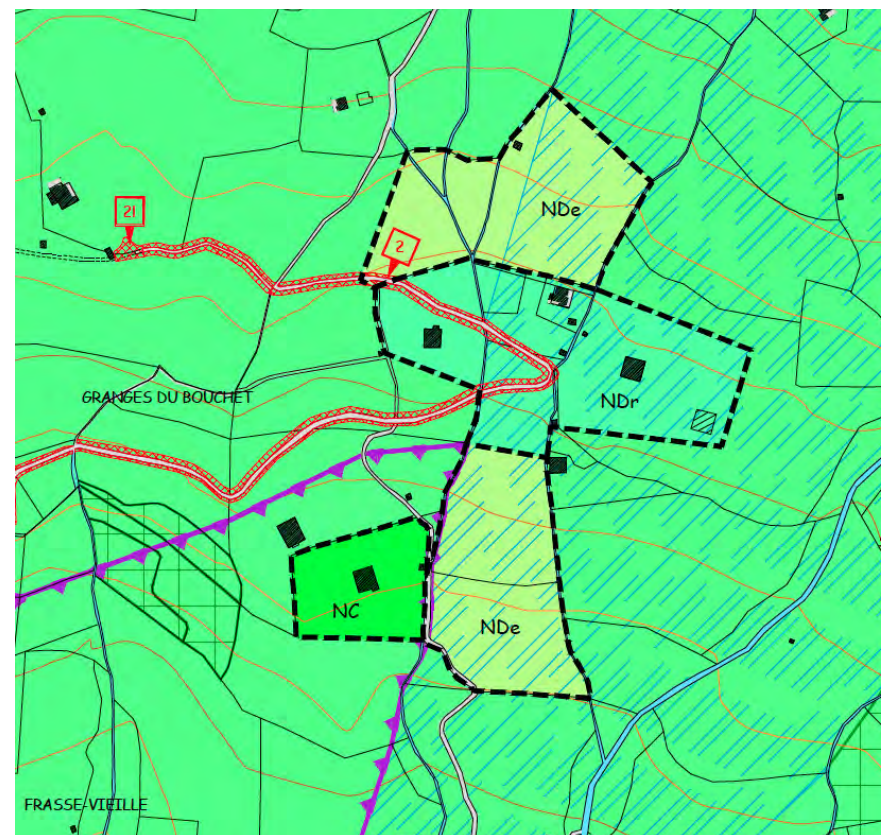 NDe
21
2
GRANGES DU BOUCHET
NDr
NC
NDe
FRASSE-VIEILLE